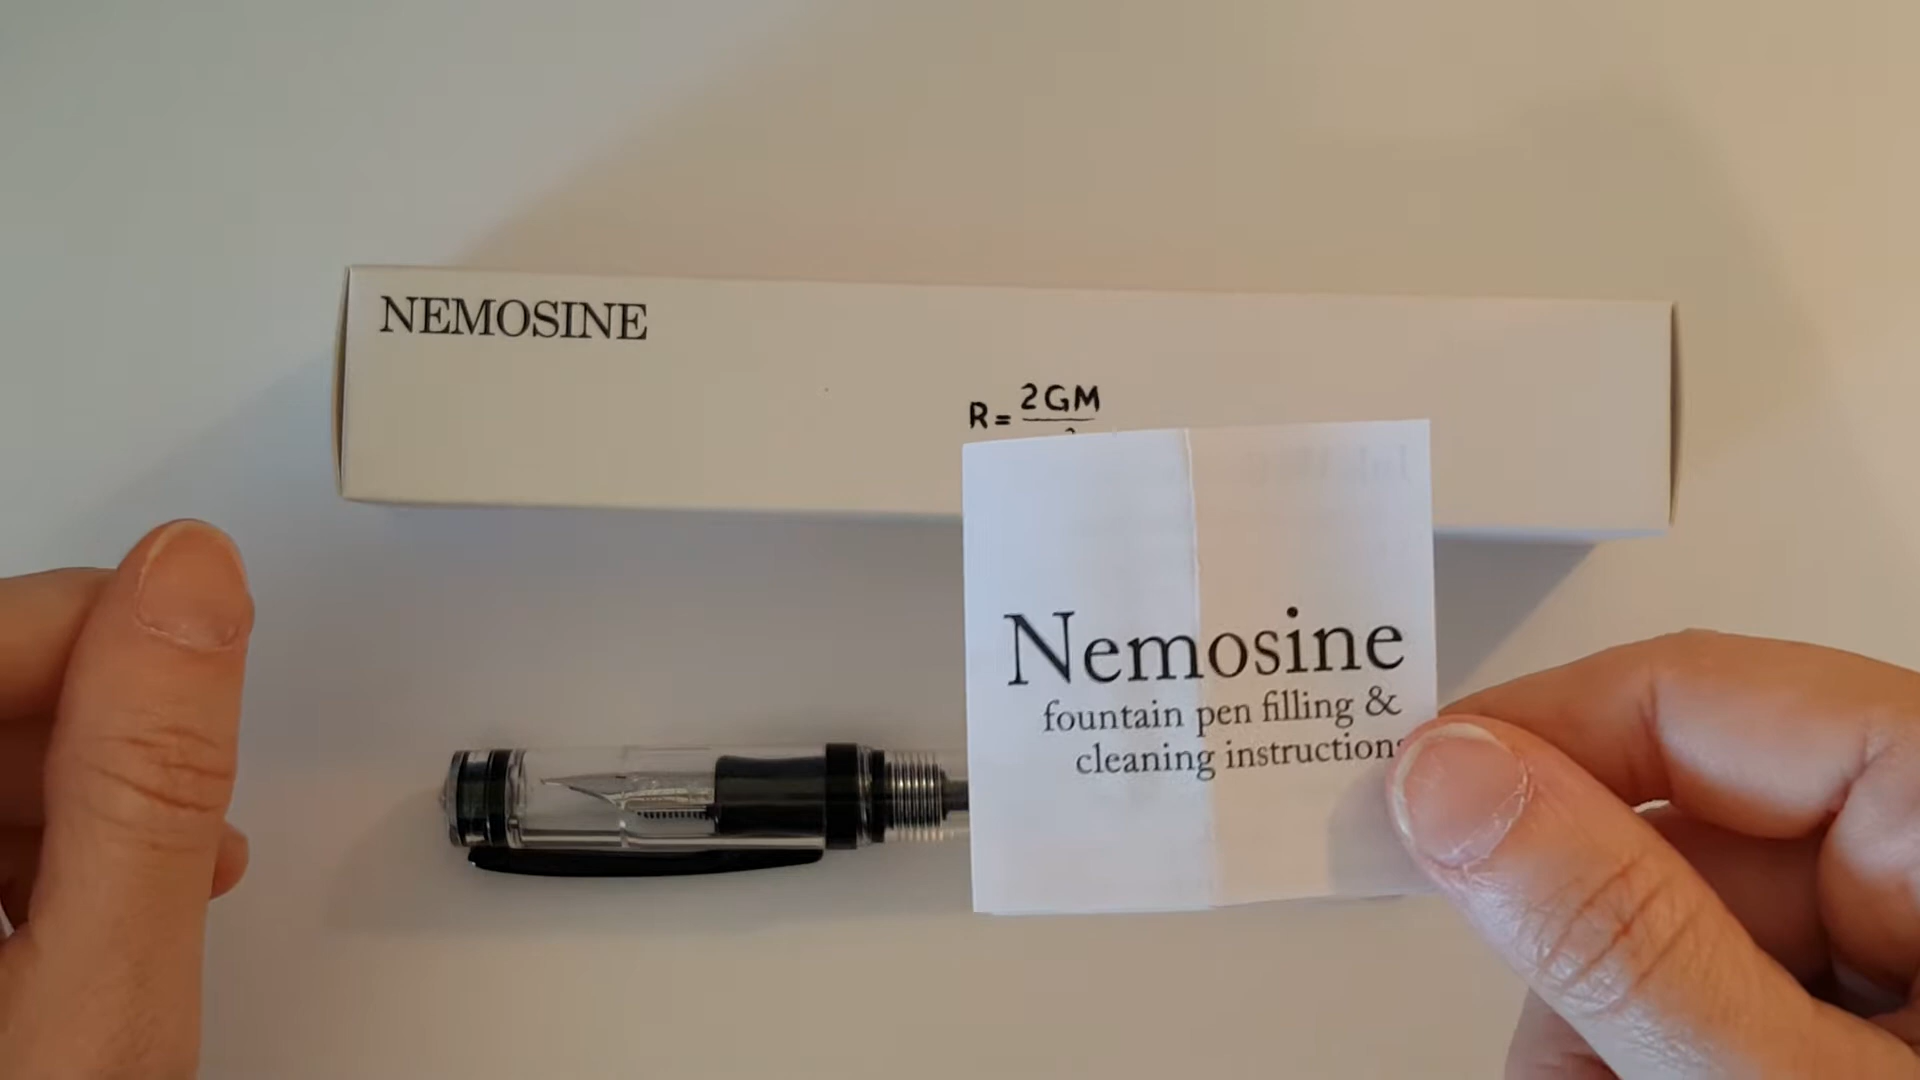 NEMOSINE
R = 2GM
Nemosine
fountain pen filling &
cleaning instructions